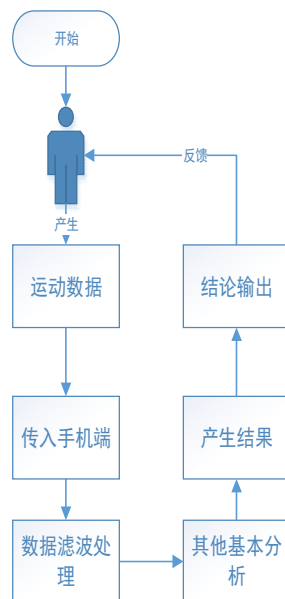 开始
反馈
产生
运动数据
结论输出
传入手机端
产生结果
数据滤波处
理
其他基本分
析